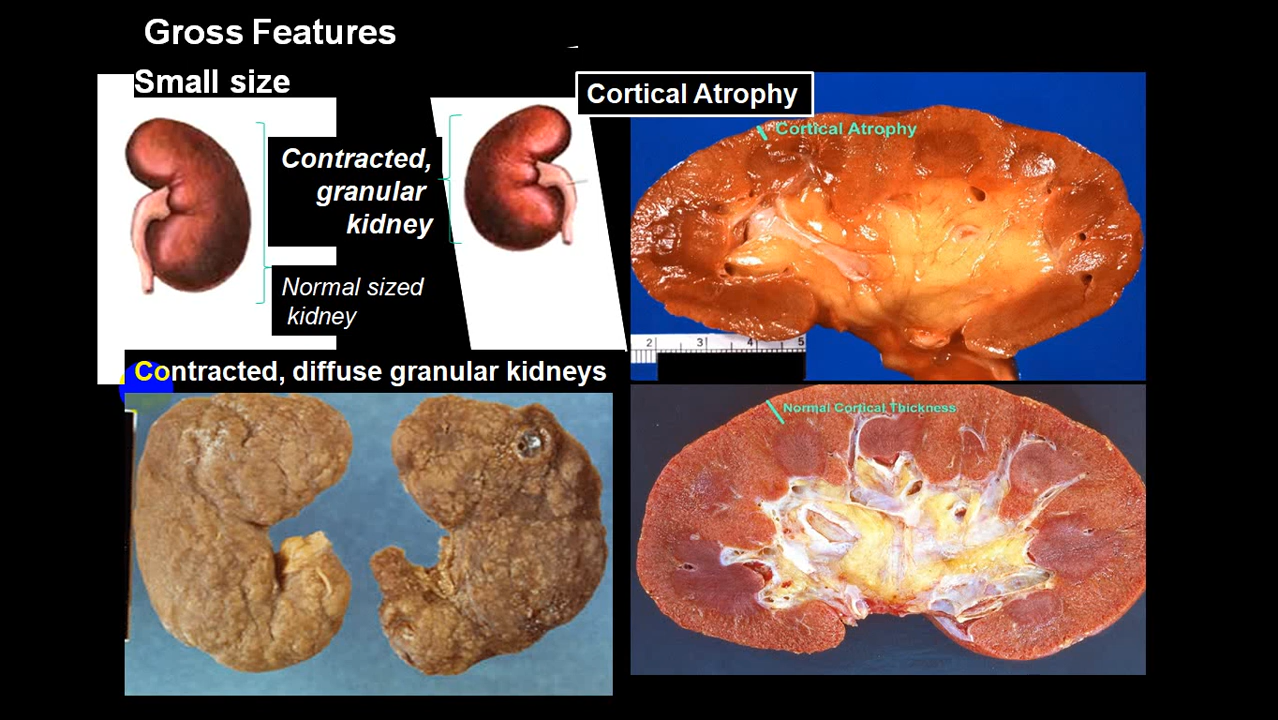 Gross Features
Small size
Contracted,
granular
kidney
Normal sized
kidney
Cortical Atrophy
Cortical Atrophy
2 3 4 5
Contracted, diffuse granular kidneys
Normal Cortical Thickness